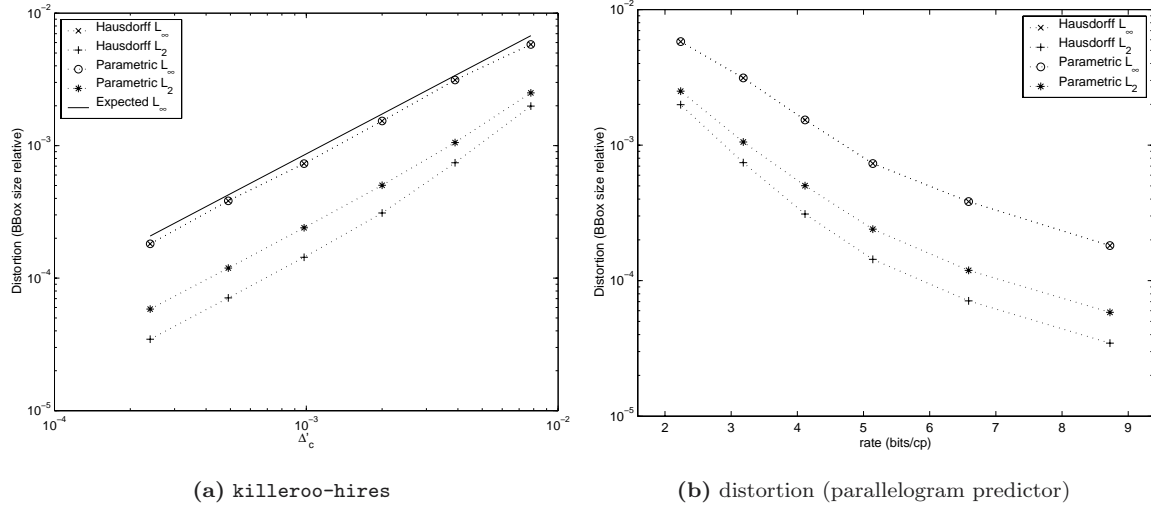 10⁻²
10⁻³
10⁻⁴
10⁻⁵
Distortion (BBox size relative)
Hausdorff L∞
Hausdorff L₂
Parametric L∞
Parametric L₂
Expected L∞
10⁻⁴
10⁻³
10⁻²
Δ'c
(a) killeroo-hires
10⁻²
10⁻³
10⁻⁴
10⁻⁵
Distortion (BBox size relative)
Hausdorff L∞
Hausdorff L₂
Parametric L∞
Parametric L₂
2 3 4 5 6 7 8 9
rate (bits/cp)
(b) distortion (parallelogram predictor)